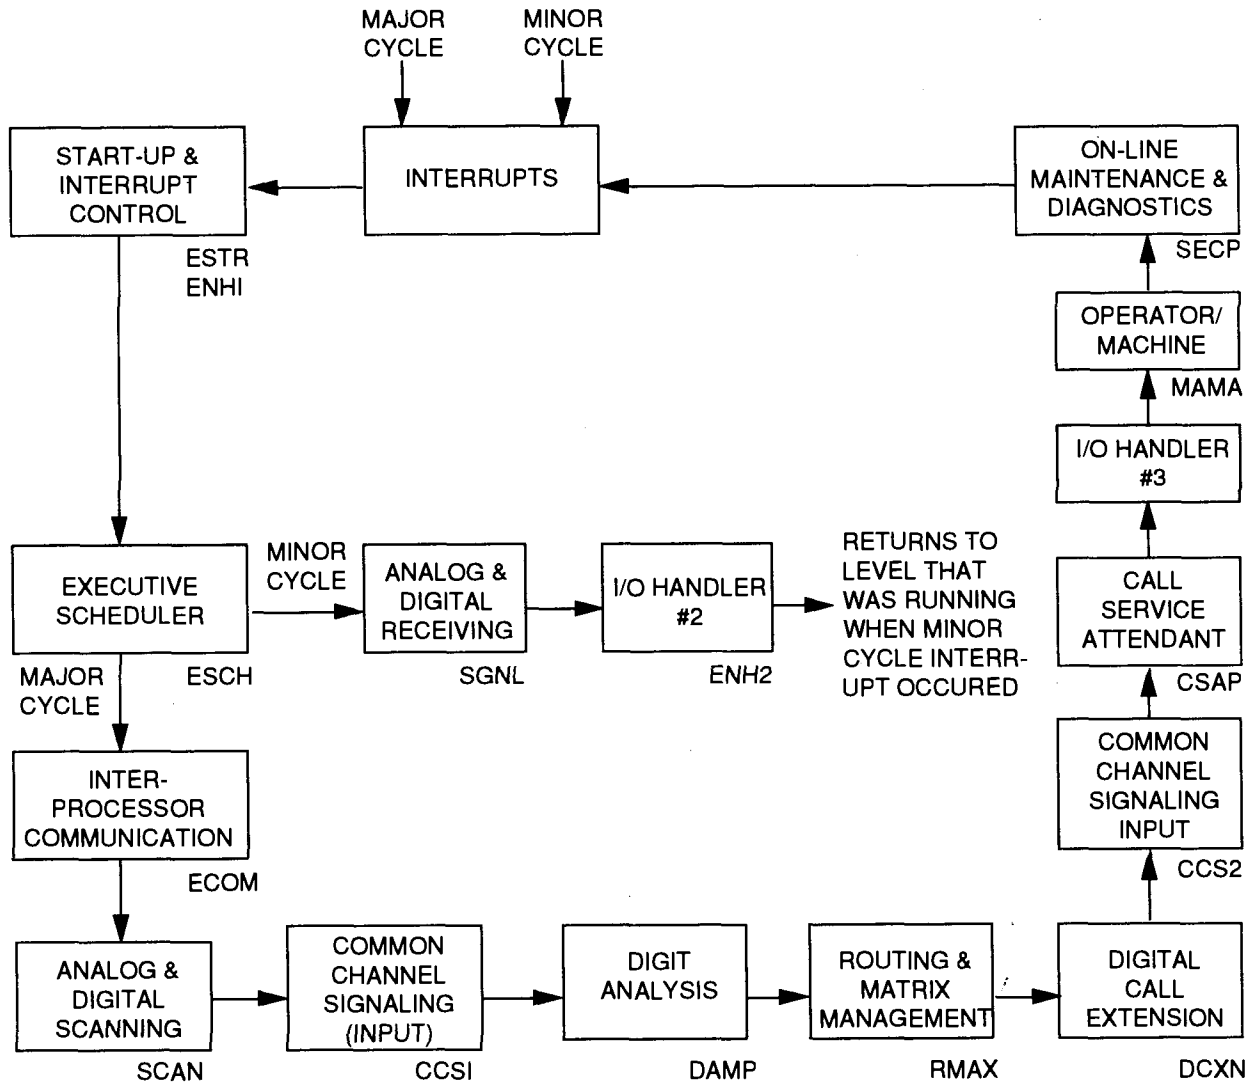 MAJOR
CYCLE
MINOR
CYCLE
START-UP &
INTERRUPT
CONTROL
ESTR
ENHI
INTERRUPTS
ON-LINE
MAINTENANCE &
DIAGNOSTICS
SECP
OPERATOR/
MACHINE
MAMA
I/O HANDLER
#3
EXECUTIVE
SCHEDULER
ESCH
MINOR
CYCLE
ANALOG &
DIGITAL
RECEIVING
SGNL
I/O HANDLER
#2
ENH2
RETURNS TO
LEVEL THAT
WAS RUNNING
WHEN MINOR
CYCLE INTERR-
UPT OCCURED
CALL
SERVICE
ATTENDANT
CSAP
MAJOR
CYCLE
INTER-
PROCESSOR
COMMUNICATION
ECOM
COMMON
CHANNEL
SIGNALING
INPUT
CCS2
ANALOG &
DIGITAL
SCANNING
SCAN
COMMON
CHANNEL
SIGNALING
(INPUT)
CCSI
DIGIT
ANALYSIS
DAMP
ROUTING &
MATRIX
MANAGEMENT
RMAX
DIGITAL
CALL
EXTENSION
DCXN